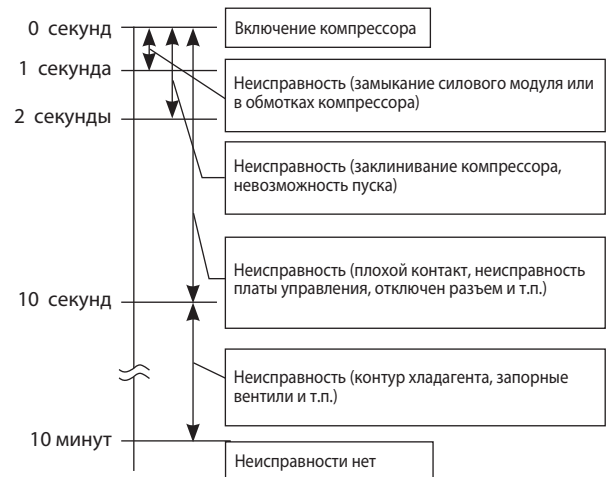 0 секунд
Включение компрессора
1 секунда
Неисправность (замыкание силового модуля или
в обмотках компрессора)
2 секунды
Неисправность (заклинивание компрессора,
невозможность пуска)
Неисправность (плохой контакт, неисправность
платы управления, отключен разъем и т.п.)
10 секунд
Неисправность (контур хладагента, запорные
вентили и т.п.)
10 минут
Неисправности нет